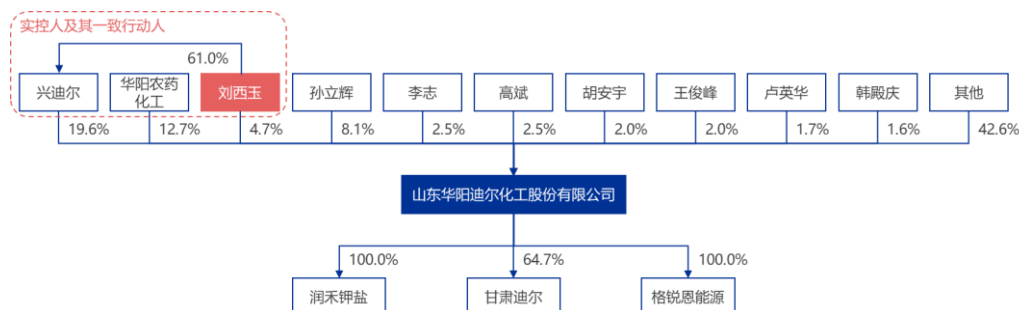 实控人及其一致行动人
61.0%
兴迪尔
华阳农药
化工
刘西玉
孙立辉
李志
高斌
胡安宇
王俊峰
卢英华
韩殿庆
其他
19.6%
12.7%
4.7%
8.1%
2.5%
2.5%
2.0%
2.0%
1.7%
1.6%
42.6%
山东华阳迪尔化工股份有限公司
100.0%
64.7%
100.0%
润禾钾盐
甘肃迪尔
格锐恩能源